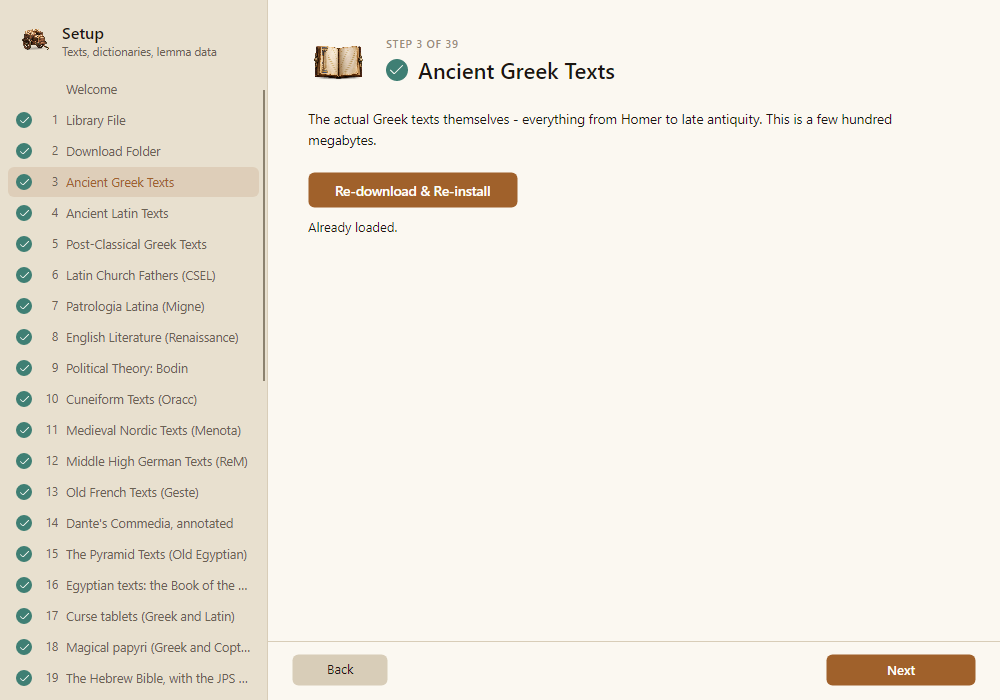 Setup
Texts, dictionaries, lemma data
Welcome
1 Library File
2 Download Folder
3 Ancient Greek Texts
4 Ancient Latin Texts
5 Post-Classical Greek Texts
6 Latin Church Fathers (CSEL)
7 Patrologia Latina (Migne)
8 English Literature (Renaissance)
9 Political Theory: Bodin
10 Cuneiform Texts (Oracc)
11 Medieval Nordic Texts (Menota)
12 Middle High German Texts (ReM)
13 Old French Texts (Geste)
14 Dante's Commedia, annotated
15 The Pyramid Texts (Old Egyptian)
16 Egyptian texts: the Book of the ...
17 Curse tablets (Greek and Latin)
18 Magical papyri (Greek and Copt...
19 The Hebrew Bible, with the JPS ...
STEP 3 OF 39
Ancient Greek Texts
The actual Greek texts themselves - everything from Homer to late antiquity. This is a few hundred
megabytes.
Re-download & Re-install
Already loaded.
Back
Next